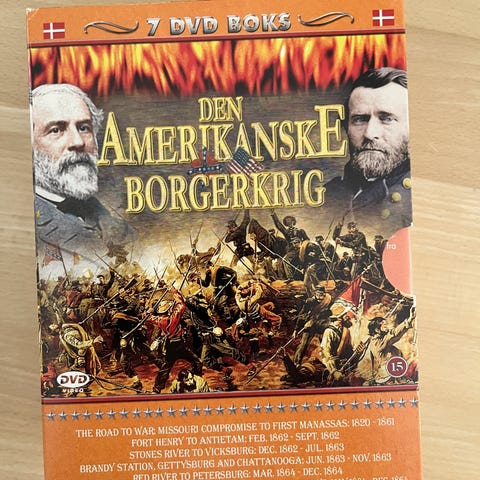 7 DVD BOKS
DEN
AMERIKANSKE
BORGERKRIG
tra
DVD
VIDEO
15
THE ROAD TO WAR: MISSOURI COMPROMISE TO FIRST MANASSAS: 1820 - 1861
FORT HENRY TO ANTIETAM: FEB. 1862 - SEPT. 1862
STONES RIVER TO VICKSBURG: DEC. 1862 - JUL. 1863
BRANDY STATION, GETTYSBURG AND CHATTANOOGA: JUN. 1863 - NOV. 1863
RED RIVER TO PETERSBURG: MAR. 1864 - DEC. 1864